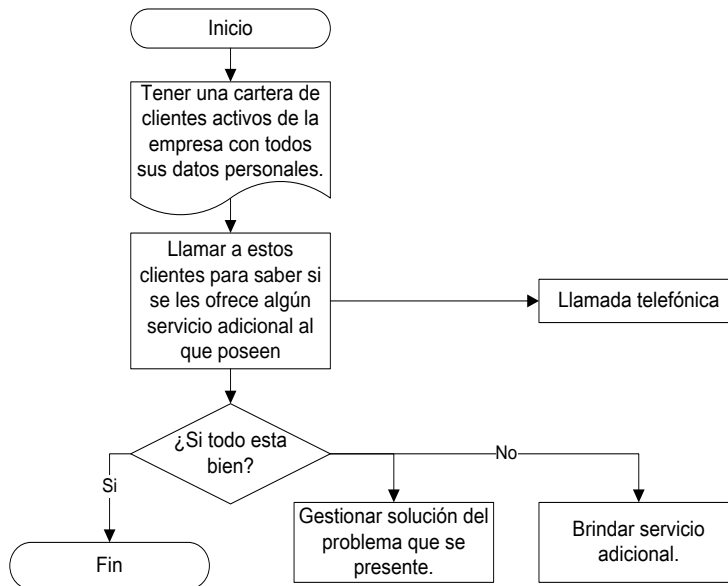 Inicio
Tener una cartera de
clientes activos de la
empresa con todos
sus datos personales.
Llamar a estos
clientes para saber si
se les ofrece algún
servicio adicional al
que poseen
Llamada telefónica
¿Si todo esta
bien?
No
Si
Gestionar solución del
problema que se
presente.
Brindar servicio
adicional.
Fin